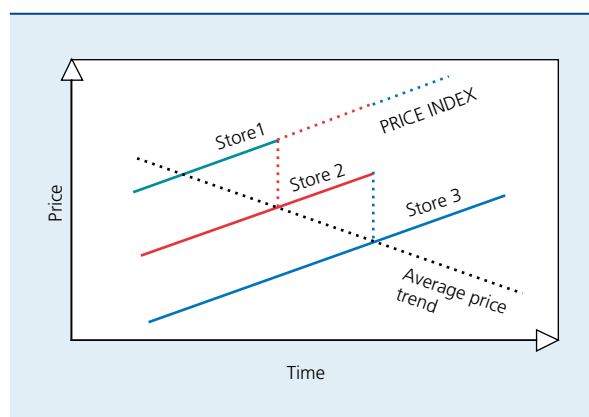 Store1
PRICE INDEX
Store 2
Store 3
Price
Average price
trend
Time